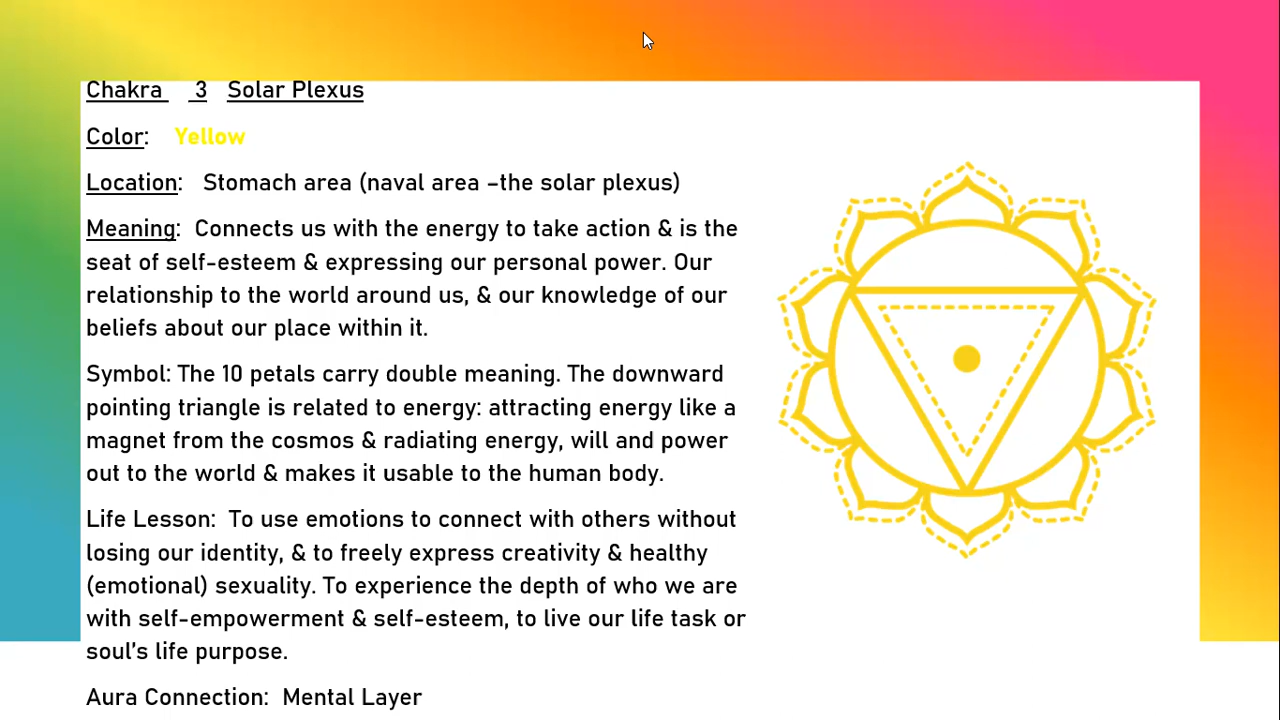 Chakra 3 Solar Plexus
Color: Yellow
Location: Stomach area (naval area –the solar plexus)
Meaning: Connects us with the energy to take action & is the
seat of self-esteem & expressing our personal power. Our
relationship to the world around us, & our knowledge of our
beliefs about our place within it.
Symbol: The 10 petals carry double meaning. The downward
pointing triangle is related to energy: attracting energy like a
magnet from the cosmos & radiating energy, will and power
out to the world & makes it usable to the human body.
Life Lesson: To use emotions to connect with others without
losing our identity, & to freely express creativity & healthy
(emotional) sexuality. To experience the depth of who we are
with self-empowerment & self-esteem, to live our life task or
soul’s life purpose.
Aura Connection: Mental Layer